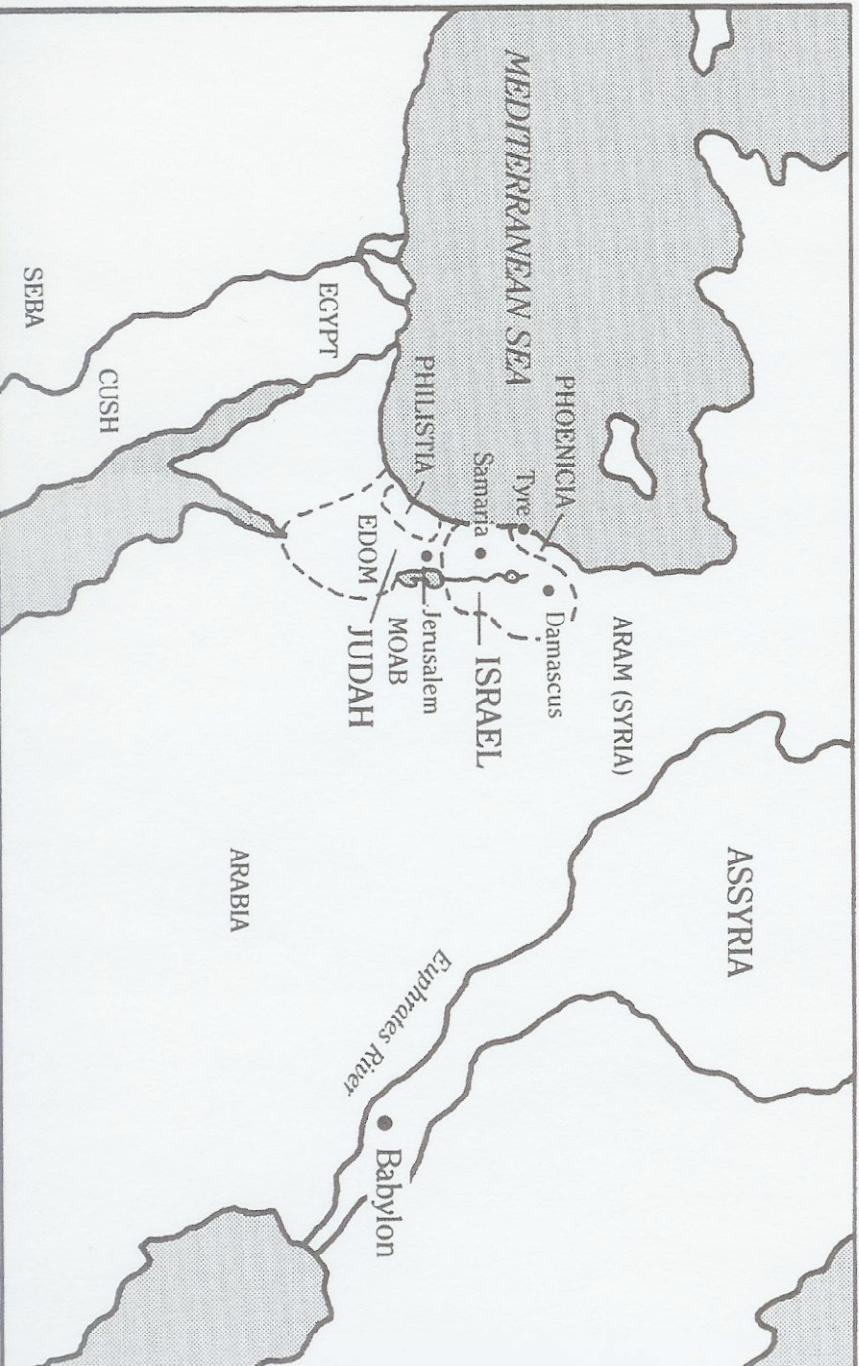 MEDITERRANEAN SEA
ASSYRIA
ARAM (SYRIA)
PHOENICIA
Tyre
Damascus
Samaria
ISRAEL
PHILISTIA
Jerusalem
MOAB
EDOM
JUDAH
Euphrates River
Babylon
EGYPT
ARABIA
CUSH
SEBA